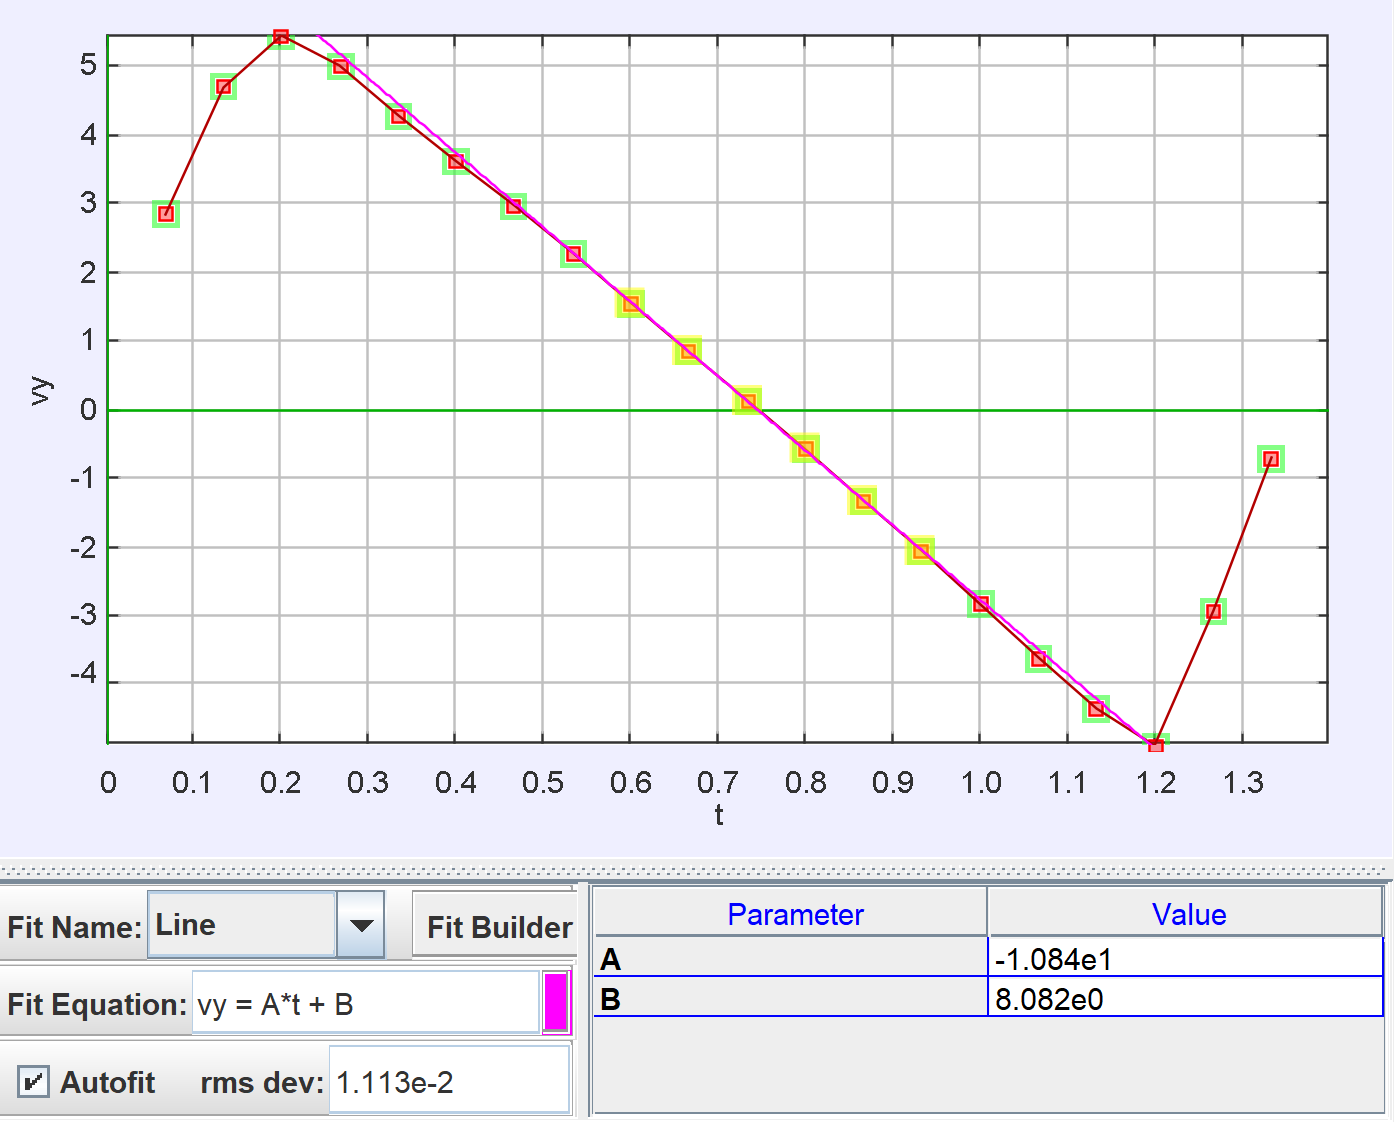 5
4
3
2
1
0
-1
-2
-3
-4
vy
0 0.1 0.2 0.3 0.4 0.5 0.6 0.7 0.8 0.9 1.0 1.1 1.2 1.3
t
Fit Name: Line Fit Builder
Fit Equation: vy = A*t + B
Autofit rms dev: 1.113e-2
Parameter Value
A -1.084e1
B 8.082e0